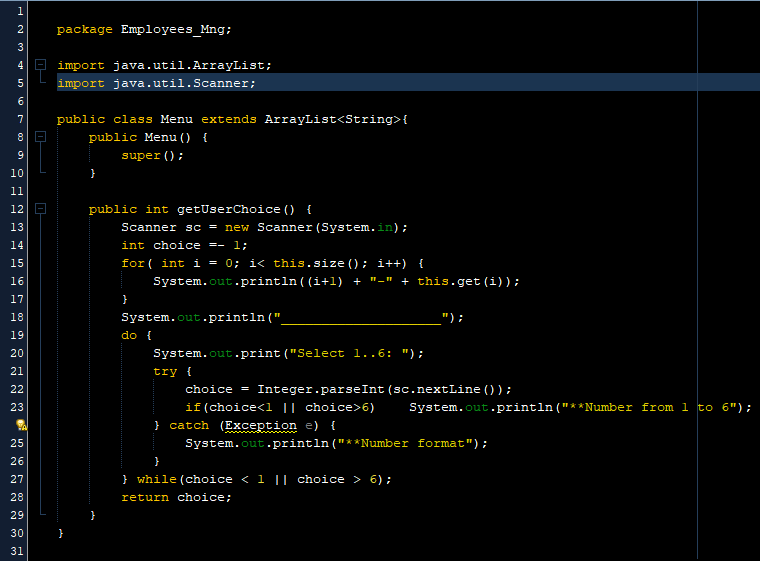 1
2 package Employees_Mng;
3
4 import java.util.ArrayList;
5 import java.util.Scanner;
6
7 public class Menu extends ArrayList<String>{
8 public Menu() {
9 super();
10 }
11
12 public int getUserChoice() {
13 Scanner sc = new Scanner(System.in);
14 int choice =- 1;
15 for( int i = 0; i< this.size(); i++) {
16 System.out.println((i+1) + "-" + this.get(i));
17 }
18 System.out.println("____________________");
19 do {
20 System.out.print("Select 1..6: ");
21 try {
22 choice = Integer.parseInt(sc.nextLine());
23 if(choice<1 || choice>6)    System.out.println("**Number from 1 to 6");
} catch (Exception e) {
25 System.out.println("**Number format");
26 }
27 } while(choice < 1 || choice > 6);
28 return choice;
29 }
30 }
31